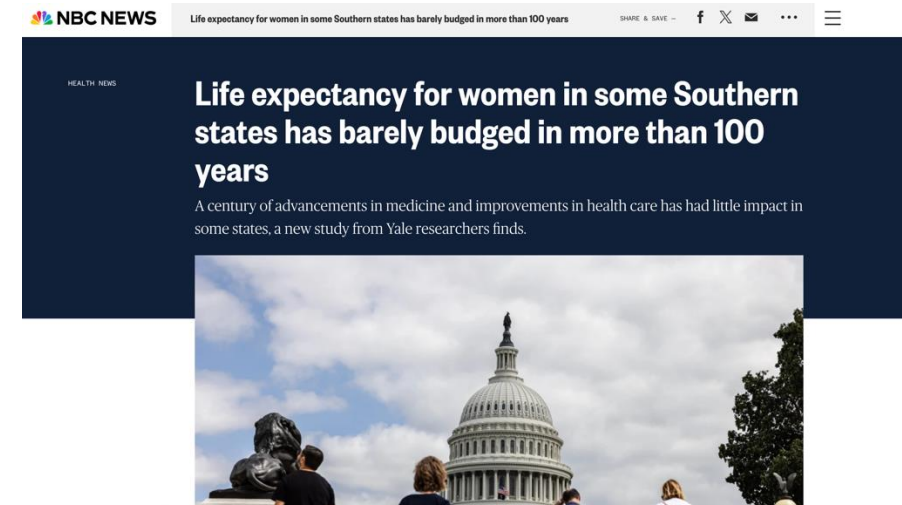 NBC NEWS
Life expectancy for women in some Southern states has barely budged in more than 100 years
SHARE & SAVE —
HEALTH NEWS
Life expectancy for women in some Southern
states has barely budged in more than 100
years
A century of advancements in medicine and improvements in health care has had little impact in
some states, a new study from Yale researchers finds.